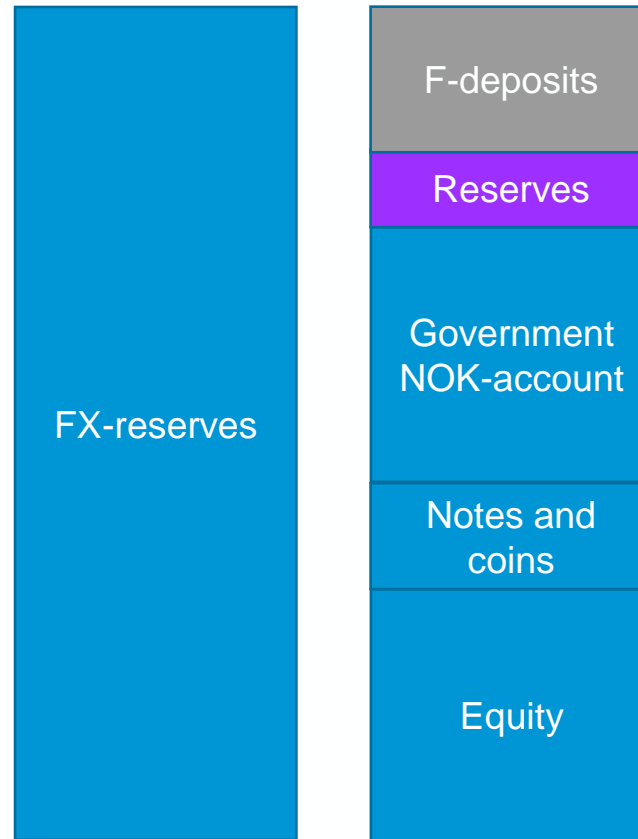 FX-reserves
F-deposits
Reserves
Government
NOK-account
Notes and
coins
Equity